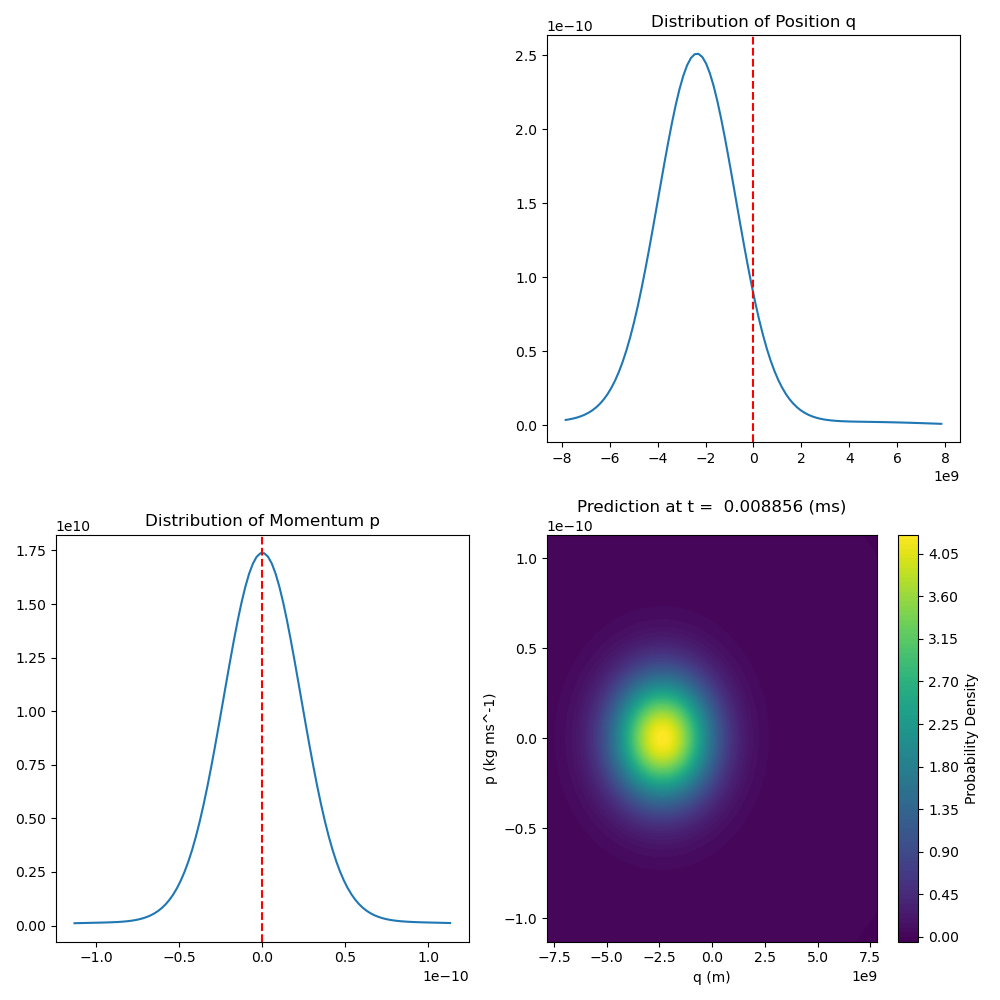 Distribution of Position q
1e−10
2.5
2.0
1.5
1.0
0.5
0.0
−8 −6 −4 −2 0 2 4 6 8
1e9
Distribution of Momentum p
1e10
1.75
1.50
1.25
1.00
0.75
0.50
0.25
0.00
−1.0 −0.5 0.0 0.5 1.0
1e−10
Prediction at t =  0.008856 (ms)
1e−10
1.0
0.5
0.0
−0.5
−1.0
p (kg ms^-1)
−7.5 −5.0 −2.5 0.0 2.5 5.0 7.5
1e9
q (m)
4.05
3.60
3.15
2.70
2.25
1.80
1.35
0.90
0.45
0.00
Probability Density